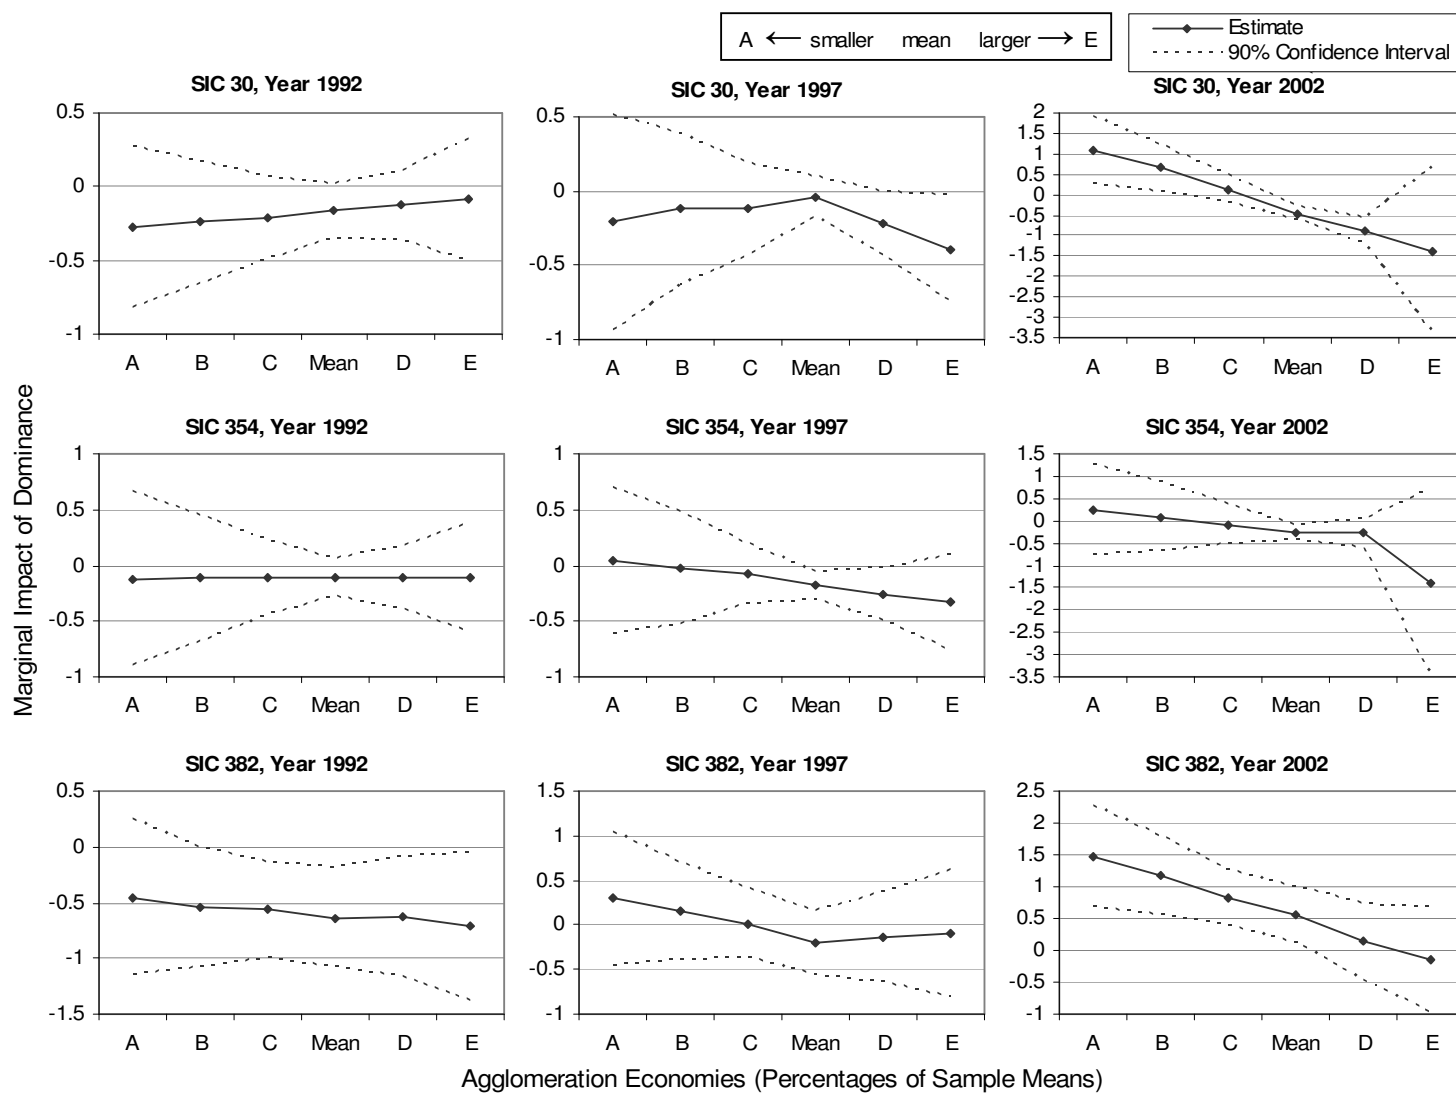 A ← smaller mean larger → E
Estimate
90% Confidence Interval
SIC 30, Year 1992
0.5
0
-0.5
-1
A B C Mean D E
SIC 30, Year 1997
0.5
0
-0.5
-1
A B C Mean D E
SIC 30, Year 2002
2
1.5
1
0.5
0
-0.5
-1
-1.5
-2
-2.5
-3
-3.5
A B C Mean D E
Marginal Impact of Dominance
SIC 354, Year 1992
1
0.5
0
-0.5
-1
A B C Mean D E
SIC 354, Year 1997
1
0.5
0
-0.5
-1
A B C Mean D E
SIC 354, Year 2002
1.5
1
0.5
0
-0.5
-1
-1.5
-2
-2.5
-3
-3.5
A B C Mean D E
SIC 382, Year 1992
0.5
0
-0.5
-1
-1.5
A B C Mean D E
SIC 382, Year 1997
1.5
1
0.5
0
-0.5
-1
A B C Mean D E
SIC 382, Year 2002
2.5
2
1.5
1
0.5
0
-0.5
-1
A B C Mean D E
Agglomeration Economies (Percentages of Sample Means)